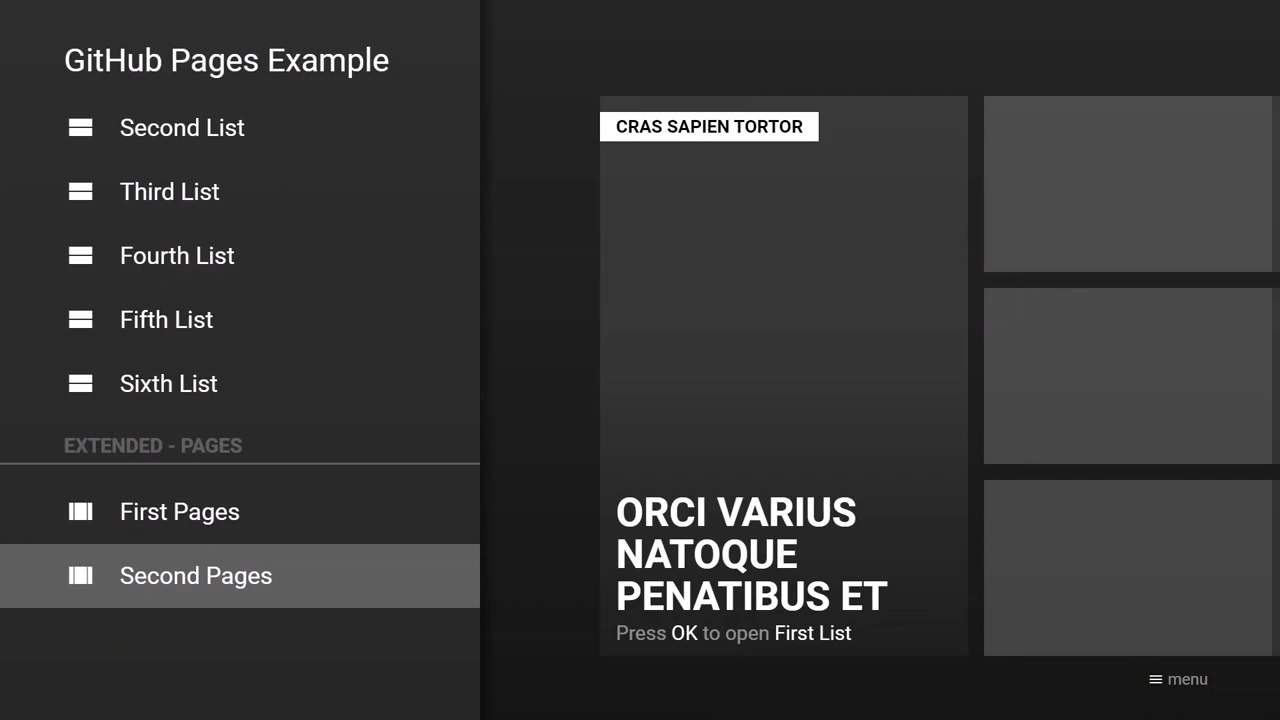 GitHub Pages Example
Second List
Third List
Fourth List
Fifth List
Sixth List
EXTENDED - PAGES
First Pages
Second Pages
CRAS SAPIEN TORTOR
ORCI VARIUS
NATOQUE
PENATIBUS ET
Press OK to open First List
menu